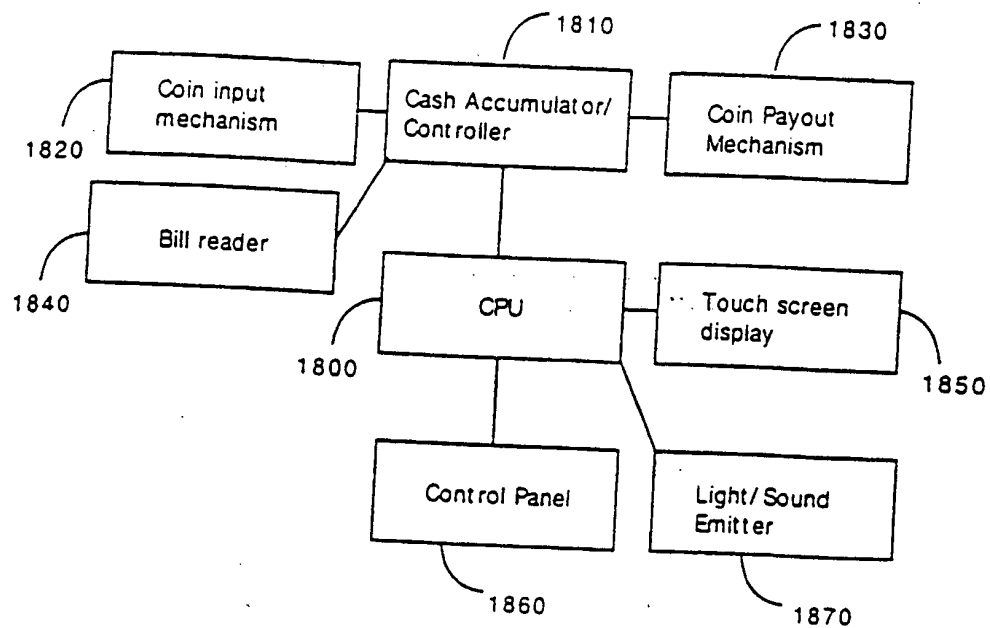 1810
1830
Coin input
mechanism
Cash Accumulator/
Controller
Coin Payout
Mechanism
1820
Bill reader
1840
CPU
Touch screen
display
1800
1850
Control Panel
Light/Sound
Emitter
1860
1870